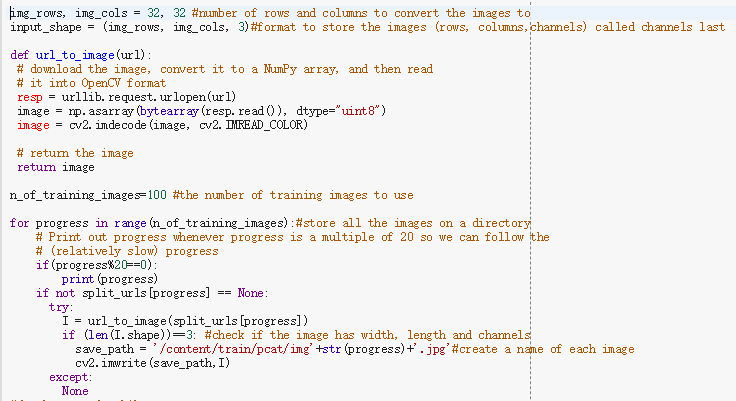 img_rows, img_cols = 32, 32 #number of rows and columns to convert the images to
input_shape = (img_rows, img_cols, 3)#format to store the images (rows, columns,channels) called channels last
def url_to_image(url):
# download the image, convert it to a NumPy array, and then read
# it into OpenCV format
resp = urllib.request.urlopen(url)
image = np.asarray(bytearray(resp.read()), dtype="uint8")
image = cv2.imdecode(image, cv2.IMREAD_COLOR)
# return the image
return image
n_of_training_images=100 #the number of training images to use
for progress in range(n_of_training_images):#store all the images on a directory
# Print out progress whenever progress is a multiple of 20 so we can follow the
# (relatively slow) progress
if(progress%20==0):
print(progress)
if not split_urls[progress] == None:
try:
I = url_to_image(split_urls[progress])
if (len(I.shape))==3: #check if the image has width, length and channels
save_path = '/content/train/pcat/img'+str(progress)+'.jpg'#create a name of each image
cv2.imwrite(save_path,I)
except:
None